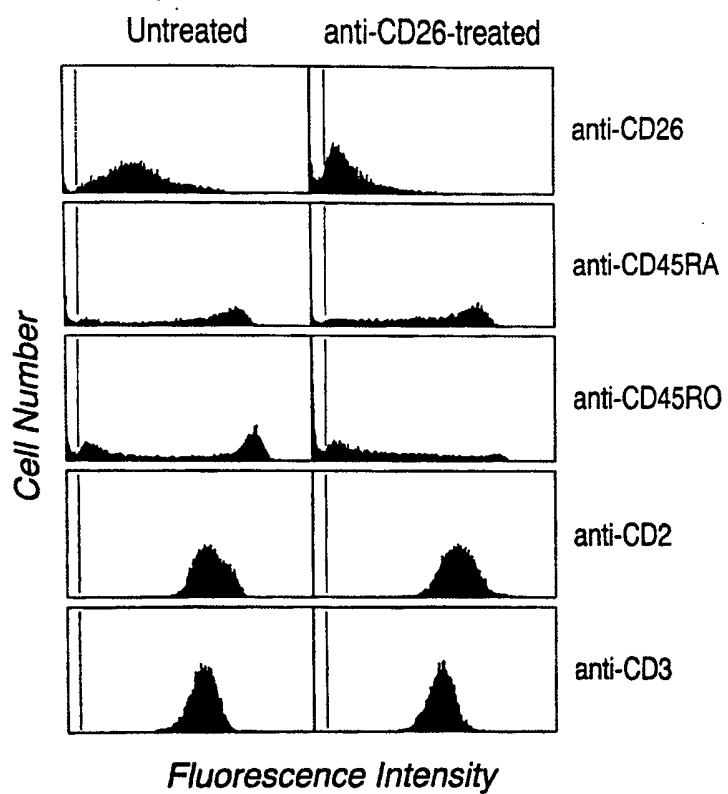 Untreated
anti-CD26-treated
anti-CD26
anti-CD45RA
anti-CD45RO
anti-CD2
anti-CD3
Cell Number
Fluorescence Intensity